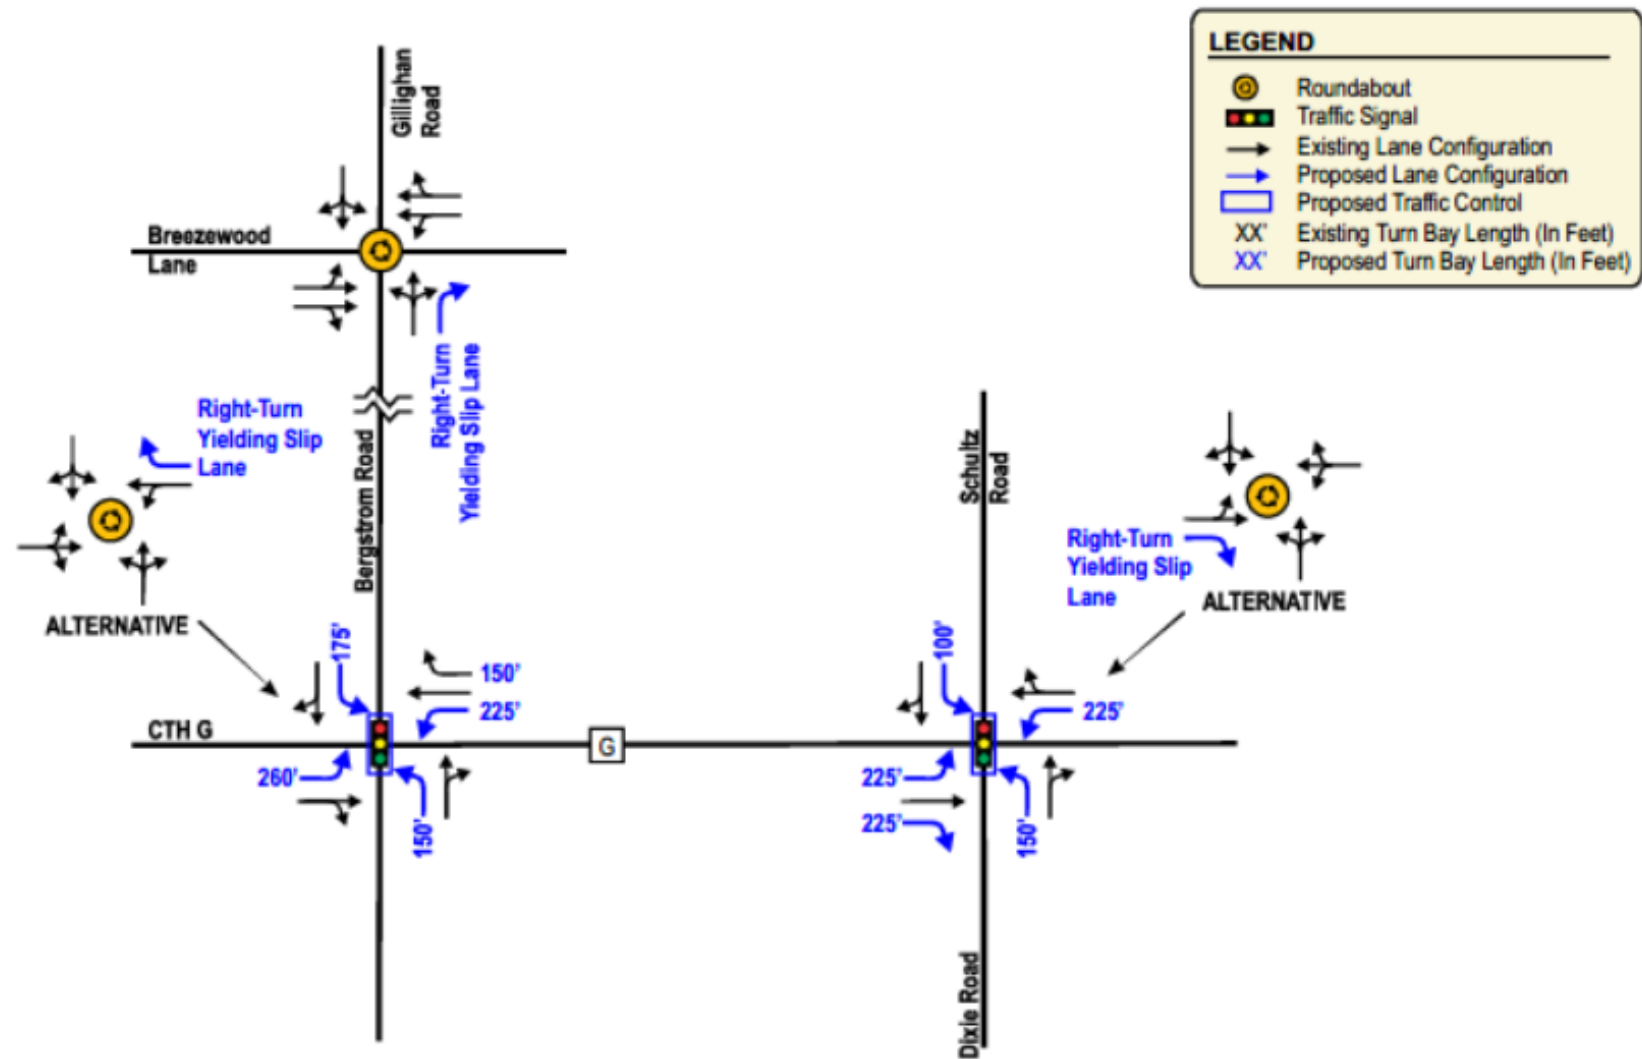 LEGEND
Roundabout
Traffic Signal
Existing Lane Configuration
Proposed Lane Configuration
Proposed Traffic Control
XX' Existing Turn Bay Length (In Feet)
XX' Proposed Turn Bay Length (In Feet)
Gillighan
Road
Breezewood
Lane
Right-Turn
Yielding Slip Lane
Right-Turn
Yielding Slip
Lane
Bergstrom Road
Schultz
Road
Right-Turn
Yielding Slip
Lane
ALTERNATIVE
ALTERNATIVE
175'
150'
225'
100'
225'
CTH G
G
260'
150'
225'
225'
150'
Dixie Road